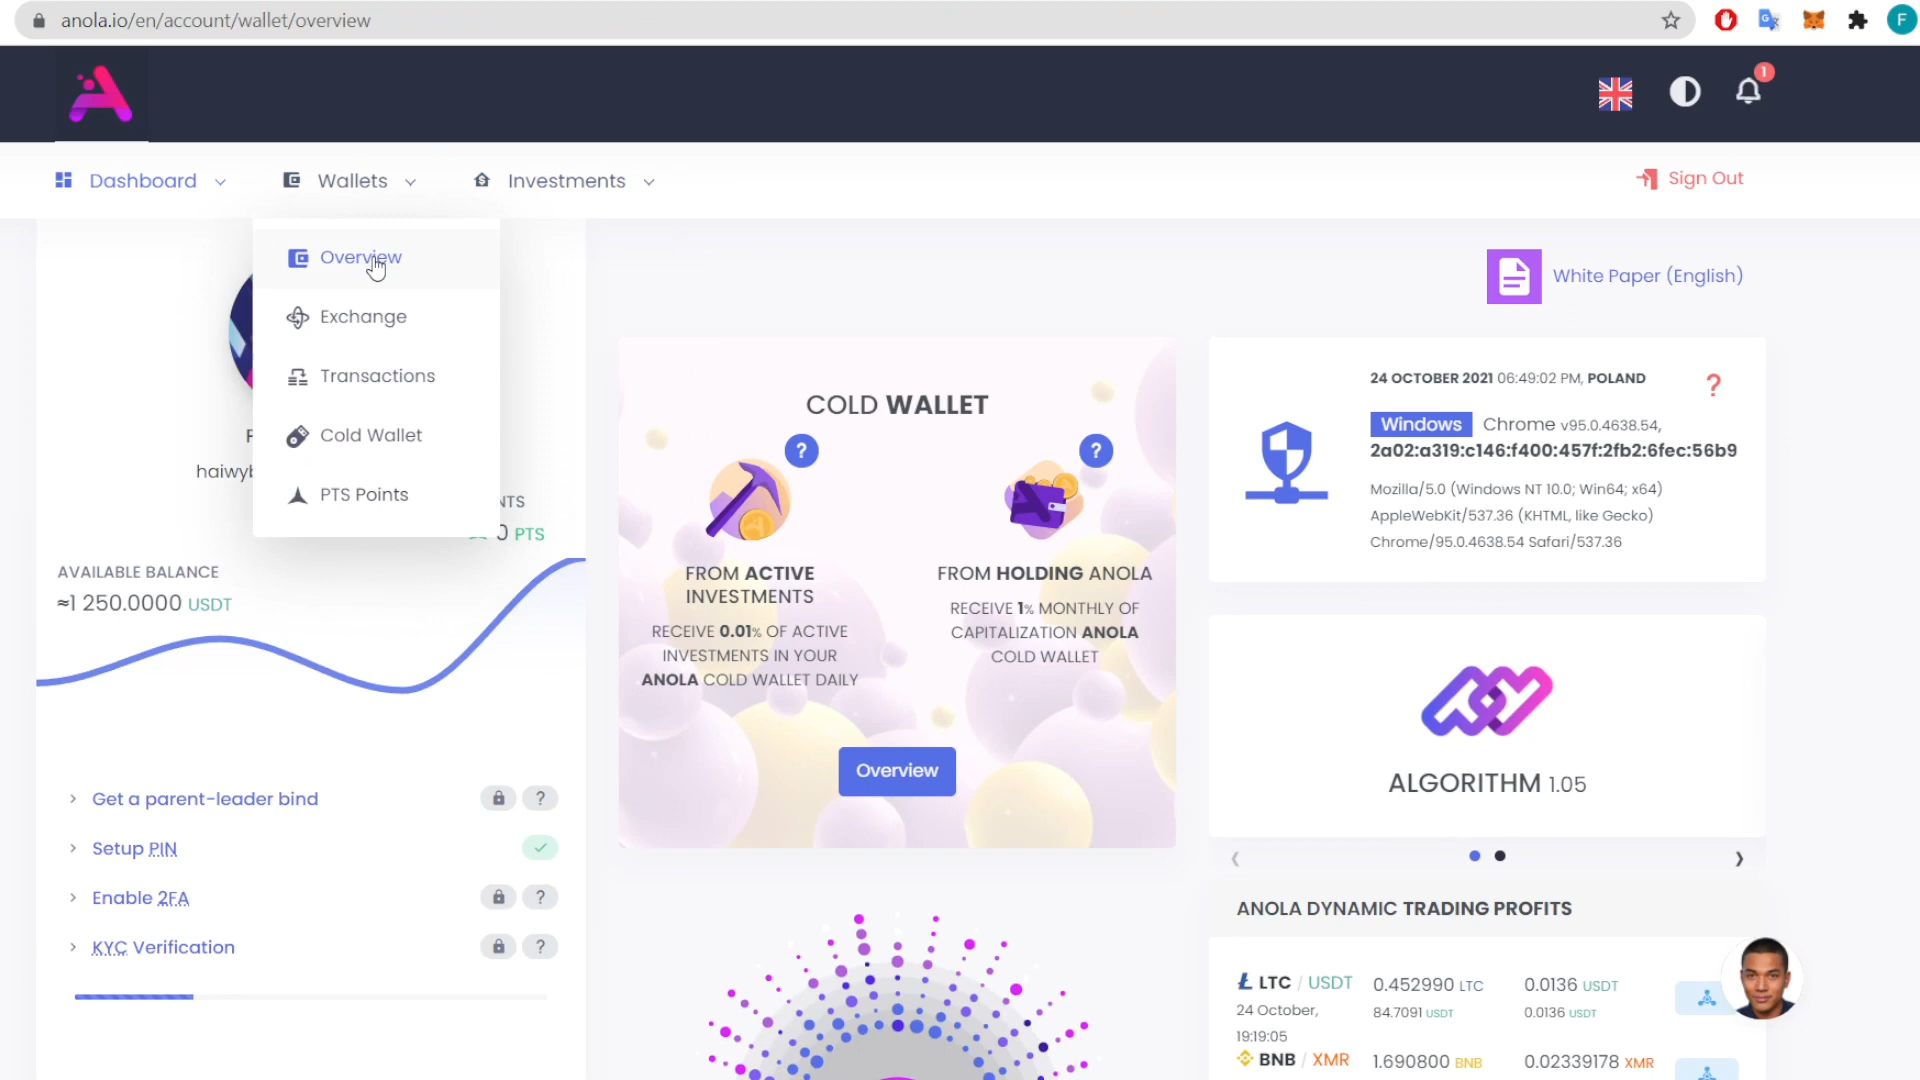 anola.io/en/account/wallet/overview
F
1
Dashboard
Wallets
Investments
Sign Out
Overview
Exchange
Transactions
Cold Wallet
PTS Points
F
haiwyb
NTS
0 PTS
AVAILABLE BALANCE
≈1 250.0000 USDT
Get a parent-leader bind
?
Setup PIN
Enable 2FA
?
KYC Verification
?
White Paper (English)
COLD WALLET
?
?
FROM ACTIVE
INVESTMENTS
RECEIVE 0.01% OF ACTIVE
INVESTMENTS IN YOUR
ANOLA COLD WALLET DAILY
FROM HOLDING ANOLA
RECEIVE 1% MONTHLY OF
CAPITALIZATION ANOLA
COLD WALLET
Overview
24 OCTOBER 2021 06:49:02 PM, POLAND
?
Windows Chrome v95.0.4638.54,
2a02:a319:c146:f400:457f:2fb2:6fec:56b9
Mozilla/5.0 (Windows NT 10.0; Win64; x64)
AppleWebKit/537.36 (KHTML, like Gecko)
Chrome/95.0.4638.54 Safari/537.36
ALGORITHM 1.05
ANOLA DYNAMIC TRADING PROFITS
LTC / USDT 0.452990 LTC 0.0136 USDT
24 October, 84.7091 USDT 0.0136 USDT
19:19:05
BNB / XMR 1.690800 BNB 0.02339178 XMR